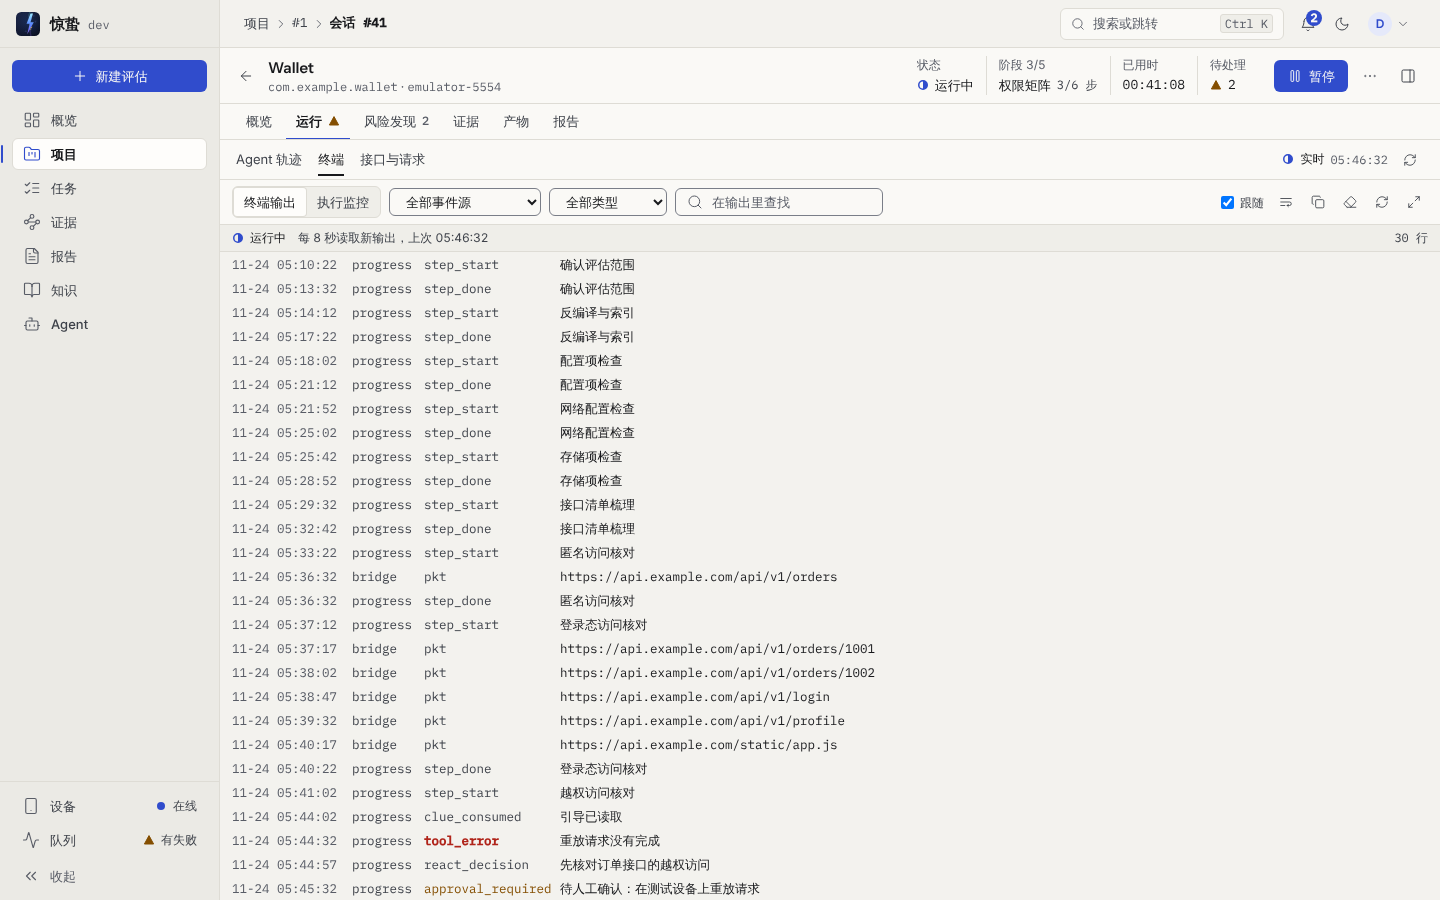 惊蛰 dev
项目 > #1 > 会话 #41
搜索或跳转 Ctrl K
2
D
新建评估
概览
项目
任务
证据
报告
知识
Agent
设备 在线
队列 有失败
收起
Wallet
com.example.wallet · emulator-5554
状态
运行中
阶段 3/5
权限矩阵 3/6 步
已用时
00:41:08
待处理
2
暂停
概览 运行 风险发现 2 证据 产物 报告
Agent 轨迹 终端 接口与请求
实时 05:46:32
终端输出 执行监控 全部事件源 全部类型 在输出里查找
跟随
运行中 每 8 秒读取新输出，上次 05:46:32
30 行
11-24 05:10:22 progress step_start 确认评估范围
11-24 05:13:32 progress step_done 确认评估范围
11-24 05:14:12 progress step_start 反编译与索引
11-24 05:17:22 progress step_done 反编译与索引
11-24 05:18:02 progress step_start 配置项检查
11-24 05:21:12 progress step_done 配置项检查
11-24 05:21:52 progress step_start 网络配置检查
11-24 05:25:02 progress step_done 网络配置检查
11-24 05:25:42 progress step_start 存储项检查
11-24 05:28:52 progress step_done 存储项检查
11-24 05:29:32 progress step_start 接口清单梳理
11-24 05:32:42 progress step_done 接口清单梳理
11-24 05:33:22 progress step_start 匿名访问核对
11-24 05:36:32 bridge pkt https://api.example.com/api/v1/orders
11-24 05:36:32 progress step_done 匿名访问核对
11-24 05:37:12 progress step_start 登录态访问核对
11-24 05:37:17 bridge pkt https://api.example.com/api/v1/orders/1001
11-24 05:38:02 bridge pkt https://api.example.com/api/v1/orders/1002
11-24 05:38:47 bridge pkt https://api.example.com/api/v1/login
11-24 05:39:32 bridge pkt https://api.example.com/api/v1/profile
11-24 05:40:17 bridge pkt https://api.example.com/static/app.js
11-24 05:40:22 progress step_done 登录态访问核对
11-24 05:41:02 progress step_start 越权访问核对
11-24 05:44:02 progress clue_consumed 引导已读取
11-24 05:44:32 progress tool_error 重放请求没有完成
11-24 05:44:57 progress react_decision 先核对订单接口的越权访问
11-24 05:45:32 progress approval_required 待人工确认：在测试设备上重放请求